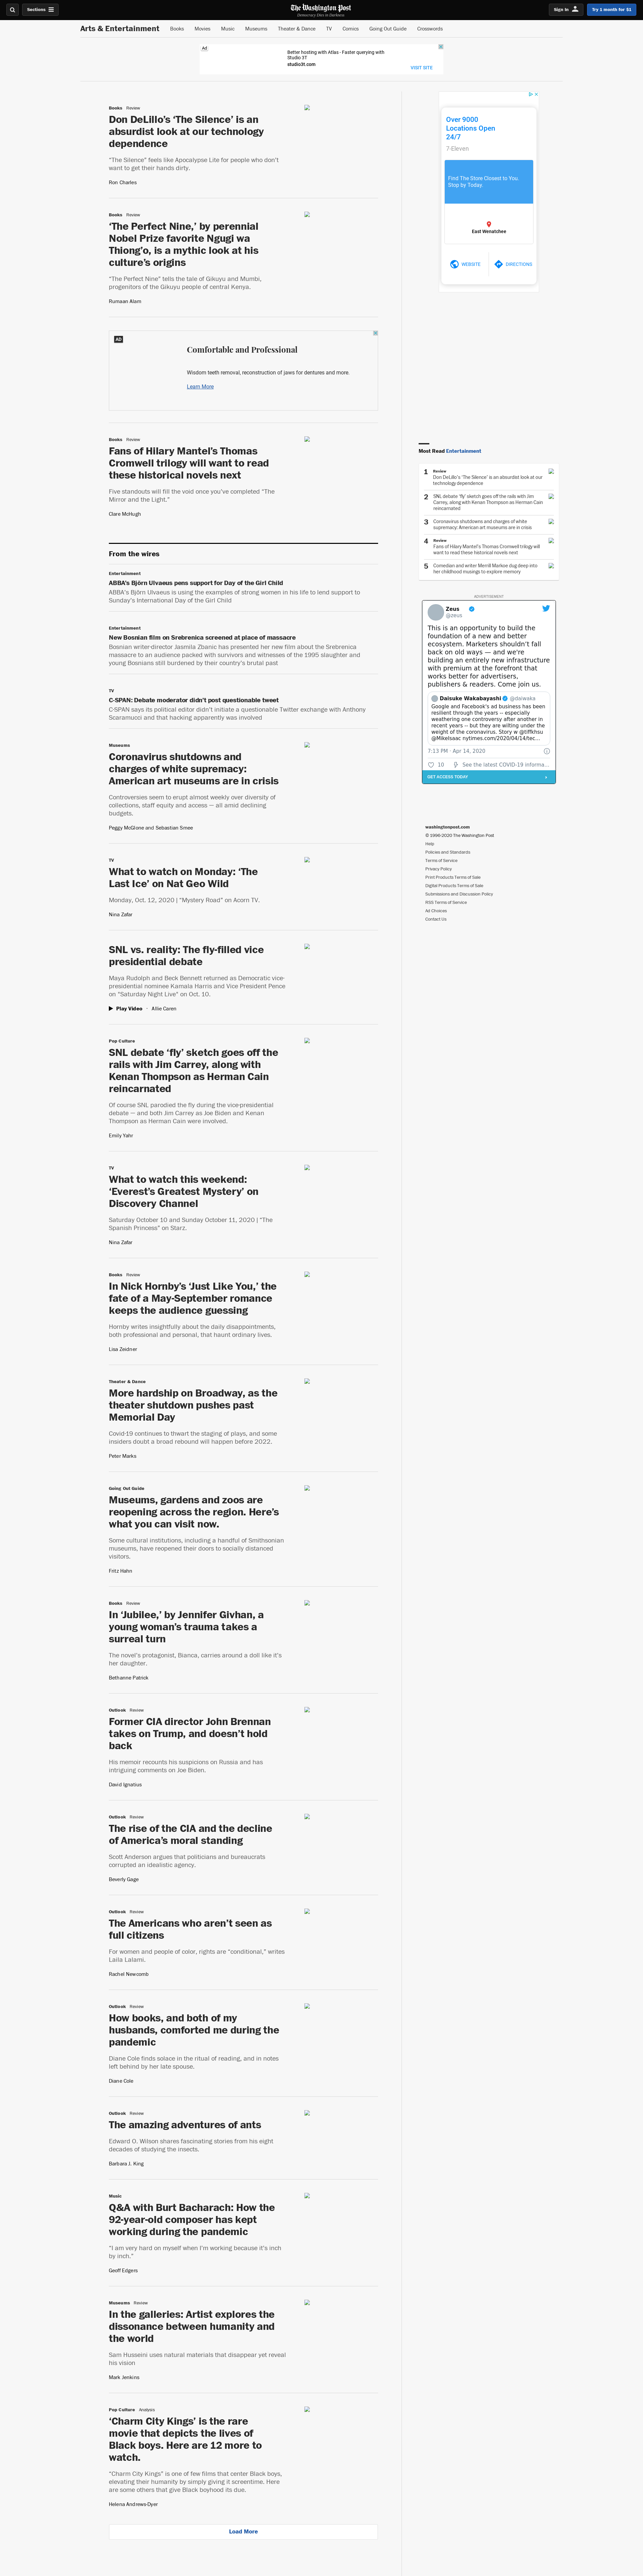 Sections
The Washington Post
Democracy Dies in Darkness
Sign In
Try 1 month for $1
Arts & Entertainment
Books
Movies
Music
Museums
Theater & Dance
TV
Comics
Going Out Guide
Crosswords
Ad
Better hosting with Atlas - Faster querying with
Studio 3T
studio3t.com
VISIT SITE
Books Review
Don DeLillo's ‘The Silence’ is an
absurdist look at our technology
dependence
“The Silence” feels like Apocalypse Lite for people who don't
want to get their hands dirty.
Ron Charles
Books Review
‘The Perfect Nine,’ by perennial
Nobel Prize favorite Ngugi wa
Thiong’o, is a mythic look at his
culture's origins
“The Perfect Nine” tells the tale of Gikuyu and Mumbi,
progenitors of the Gikuyu people of central Kenya.
Rumaan Alam
AD
Comfortable and Professional
Wisdom teeth removal, reconstruction of jaws for dentures and more.
Learn More
Books Review
Fans of Hilary Mantel’s Thomas
Cromwell trilogy will want to read
these historical novels next
Five standouts will fill the void once you've completed “The
Mirror and the Light.”
Clare McHugh
From the wires
Entertainment
ABBA’s Björn Ulvaeus pens support for Day of the Girl Child
ABBA’s Björn Ulvaeus is using the examples of strong women in his life to lend support to
Sunday’s International Day of the Girl Child
Entertainment
New Bosnian film on Srebrenica screened at place of massacre
Bosnian writer-director Jasmila Zbanic has presented her new film about the Srebrenica
massacre to an audience packed with survivors and witnesses of the 1995 slaughter and
young Bosnians still burdened by their country’s brutal past
TV
C-SPAN: Debate moderator didn't post questionable tweet
C-SPAN says its political editor didn't initiate a questionable Twitter exchange with Anthony
Scaramucci and that hacking apparently was involved
Museums
Coronavirus shutdowns and
charges of white supremacy:
American art museums are in crisis
Controversies seem to erupt almost weekly over diversity of
collections, staff equity and access — all amid declining
budgets.
Peggy McGlone and Sebastian Smee
TV
What to watch on Monday: ‘The
Last Ice’ on Nat Geo Wild
Monday, Oct. 12, 2020 | “Mystery Road” on Acorn TV.
Nina Zafar
SNL vs. reality: The fly-filled vice
presidential debate
Maya Rudolph and Beck Bennett returned as Democratic vice-
presidential nominee Kamala Harris and Vice President Pence
on "Saturday Night Live" on Oct. 10.
Play Video · Allie Caren
Pop Culture
SNL debate ‘fly’ sketch goes off the
rails with Jim Carrey, along with
Kenan Thompson as Herman Cain
reincarnated
Of course SNL parodied the fly during the vice-presidential
debate — and both Jim Carrey as Joe Biden and Kenan
Thompson as Herman Cain were involved.
Emily Yahr
TV
What to watch this weekend:
‘Everest’s Greatest Mystery’ on
Discovery Channel
Saturday October 10 and Sunday October 11, 2020 | “The
Spanish Princess” on Starz.
Nina Zafar
Books Review
In Nick Hornby’s ‘Just Like You,’ the
fate of a May-September romance
keeps the audience guessing
Hornby writes insightfully about the daily disappointments,
both professional and personal, that haunt ordinary lives.
Lisa Zeidner
Theater & Dance
More hardship on Broadway, as the
theater shutdown pushes past
Memorial Day
Covid-19 continues to thwart the staging of plays, and some
insiders doubt a broad rebound will happen before 2022.
Peter Marks
Going Out Guide
Museums, gardens and zoos are
reopening across the region. Here’s
what you can visit now.
Some cultural institutions, including a handful of Smithsonian
museums, have reopened their doors to socially distanced
visitors.
Fritz Hahn
Books Review
In ‘Jubilee,’ by Jennifer Givhan, a
young woman’s trauma takes a
surreal turn
The novel’s protagonist, Bianca, carries around a doll like it’s
her daughter.
Bethanne Patrick
Outlook Review
Former CIA director John Brennan
takes on Trump, and doesn’t hold
back
His memoir recounts his suspicions on Russia and has
intriguing comments on Joe Biden.
David Ignatius
Outlook Review
The rise of the CIA and the decline
of America’s moral standing
Scott Anderson argues that politicians and bureaucrats
corrupted an idealistic agency.
Beverly Gage
Outlook Review
The Americans who aren’t seen as
full citizens
For women and people of color, rights are “conditional,” writes
Laila Lalami.
Rachel Newcomb
Outlook Review
How books, and both of my
husbands, comforted me during the
pandemic
Diane Cole finds solace in the ritual of reading, and in notes
left behind by her late spouse.
Diane Cole
Outlook Review
The amazing adventures of ants
Edward O. Wilson shares fascinating stories from his eight
decades of studying the insects.
Barbara J. King
Music
Q&A with Burt Bacharach: How the
92-year-old composer has kept
working during the pandemic
“I am very hard on myself when I’m working because it’s inch
by inch.”
Geoff Edgers
Museums Review
In the galleries: Artist explores the
dissonance between humanity and
the world
Sam Husseini uses natural materials that disappear yet reveal
his vision
Mark Jenkins
Pop Culture Analysis
‘Charm City Kings’ is the rare
movie that depicts the lives of
Black boys. Here are 12 more to
watch.
“Charm City Kings” is one of few films that center Black boys,
elevating their humanity by simply giving it screentime. Here
are some others that give Black boyhood its due.
Helena Andrews-Dyer
Load More
Over 9000
Locations Open
24/7
7-Eleven
Find The Store Closest to You.
Stop by Today.
East Wenatchee
WEBSITE
DIRECTIONS
Most Read Entertainment
1 Review
Don DeLillo's ‘The Silence’ is an absurdist look at our
technology dependence
2 SNL debate ‘fly’ sketch goes off the rails with Jim
Carrey, along with Kenan Thompson as Herman Cain
reincarnated
3 Coronavirus shutdowns and charges of white
supremacy: American art museums are in crisis
4 Review
Fans of Hilary Mantel’s Thomas Cromwell trilogy will
want to read these historical novels next
5 Comedian and writer Merrill Markoe dug deep into
her childhood musings to explore memory
ADVERTISEMENT
Zeus
@zeus
This is an opportunity to build the
foundation of a new and better
ecosystem. Marketers shouldn't fall
back on old ways — and we're
building an entirely new infrastructure
with premium at the forefront that
works better for advertisers,
publishers & readers. Come join us.
Daisuke Wakabayashi @daiwaka
Google and Facebook's ad business has been
resilient through the years -- especially
weathering one controversy after another in
recent years -- but they are wilting under the
weight of the coronavirus. Story w @tiffkhsu
@MikeIsaac nytimes.com/2020/04/14/tec...
7:13 PM · Apr 14, 2020
10 See the latest COVID-19 informa...
GET ACCESS TODAY
washingtonpost.com
© 1996-2020 The Washington Post
Help
Policies and Standards
Terms of Service
Privacy Policy
Print Products Terms of Sale
Digital Products Terms of Sale
Submissions and Discussion Policy
RSS Terms of Service
Ad Choices
Contact Us